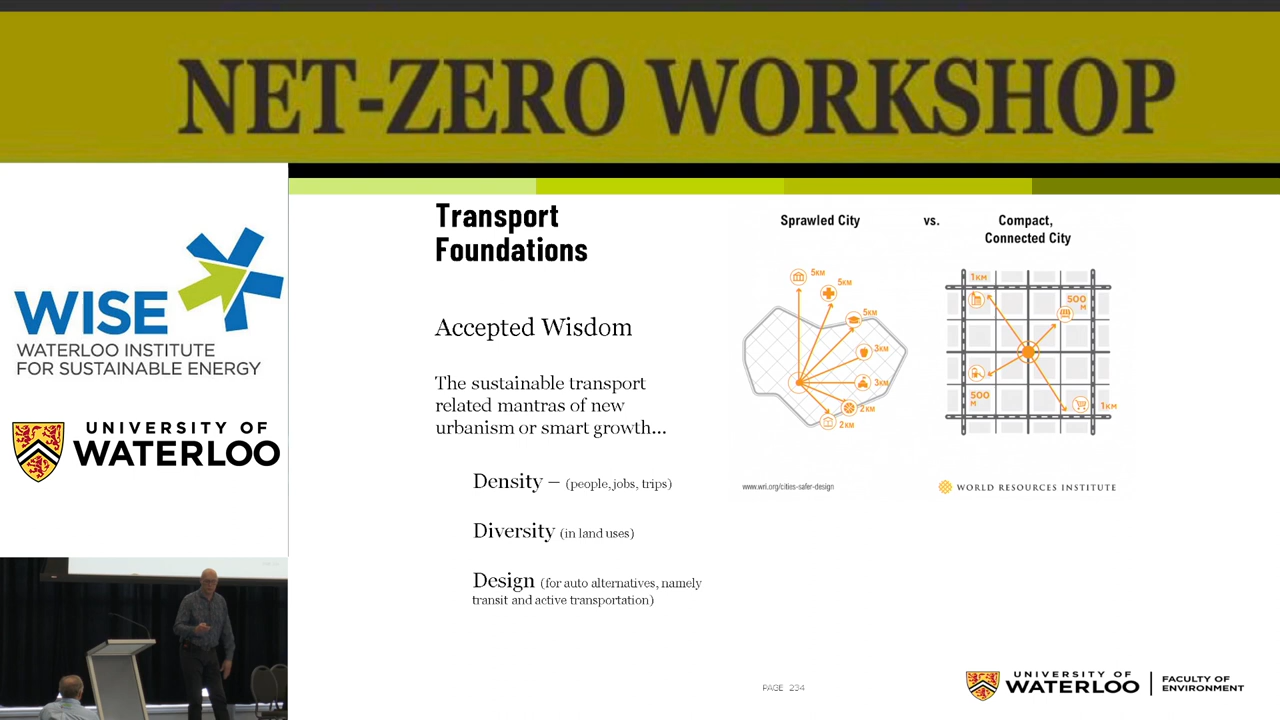 NET-ZERO WORKSHOP
WISE
WATERLOO INSTITUTE
FOR SUSTAINABLE ENERGY
UNIVERSITY OF
WATERLOO
Transport
Foundations
Accepted Wisdom
The sustainable transport
related mantras of new
urbanism or smart growth...
Density – (people, jobs, trips)
Diversity (in land uses)
Design (for auto alternatives, namely
transit and active transportation)
Sprawled City vs. Compact,
Connected City
5KM
5KM
5KM
3KM
3KM
2KM
2KM
1KM
500
M
500
M
1KM
www.wri.org/cities-safer-design
WORLD RESOURCES INSTITUTE
PAGE 234
UNIVERSITY OF
WATERLOO
FACULTY OF
ENVIRONMENT